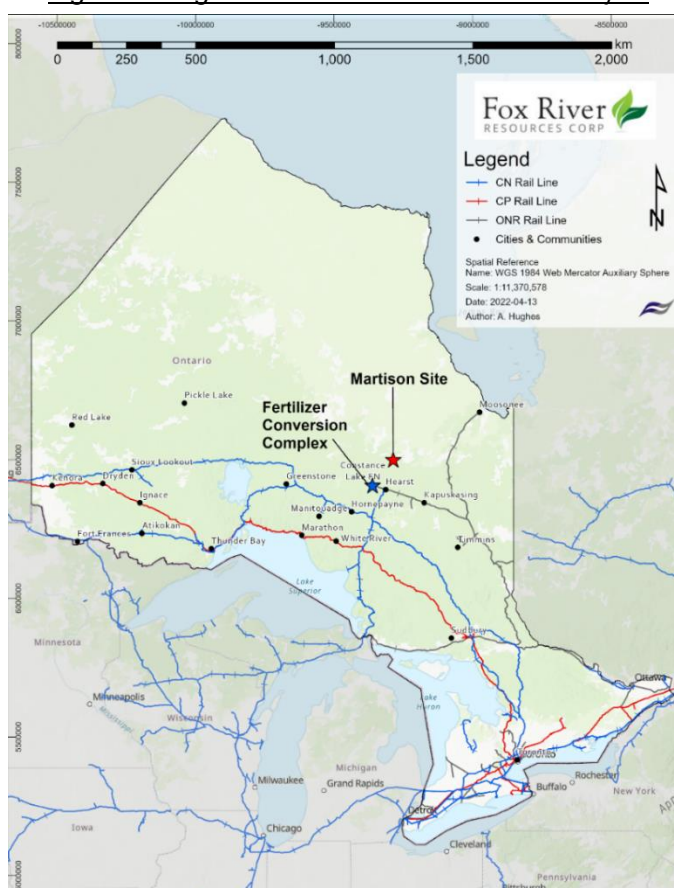 -10500000
-10000000
-9500000
-9000000
-8500000
8000000
km
0 250 500 1,000 1,500 2,000
Fox River
RESOURCES CORP
Legend
CN Rail Line
CP Rail Line
ONR Rail Line
Cities & Communities
N
Spatial Reference
Name: WGS 1984 Web Mercator Auxiliary Sphere
Scale: 1:11,370,578
Date: 2022-04-13
Author: A. Hughes
7500000
7000000
Ontario
Martison Site
Pickle Lake
Red Lake
Moosonee
Fertilizer
Conversion
Complex
6500000
Sioux Lookout
Constance
Lake FN
Kenora
Dryden
Greenstone
Hearst
Ignace
Kapuskasing
Manitouadge
Hornepayne
Atikokan
Marathon
Fort Frances
White River
Timmins
Thunder Bay
6000000
Lake
Superior
Minnesota
Sudbury
Ottawa
Minneapolis
Mississippi
Wisconsin
Lake
Huron
5500000
Michigan
Toronto
Milwaukee
Grand Rapids
Rochester
Buffalo
New York
Detroit
Iowa
Chicago
Cleveland
5000000
Pennsylvania
Pittsburgh